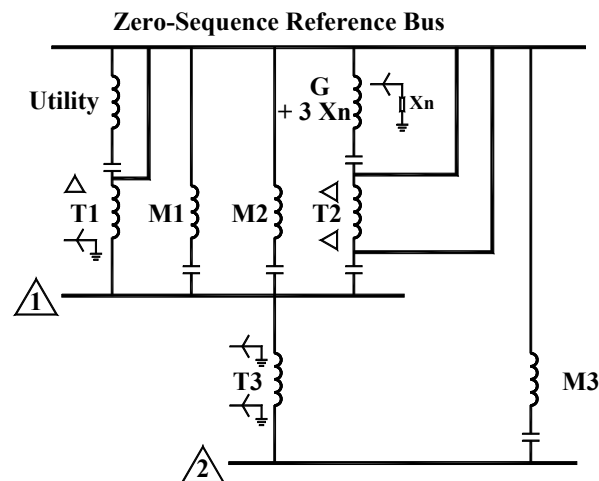 Zero-Sequence Reference Bus
Utility
G
+ 3 Xn
Xn
T1
M1
M2
T2
1
T3
M3
2